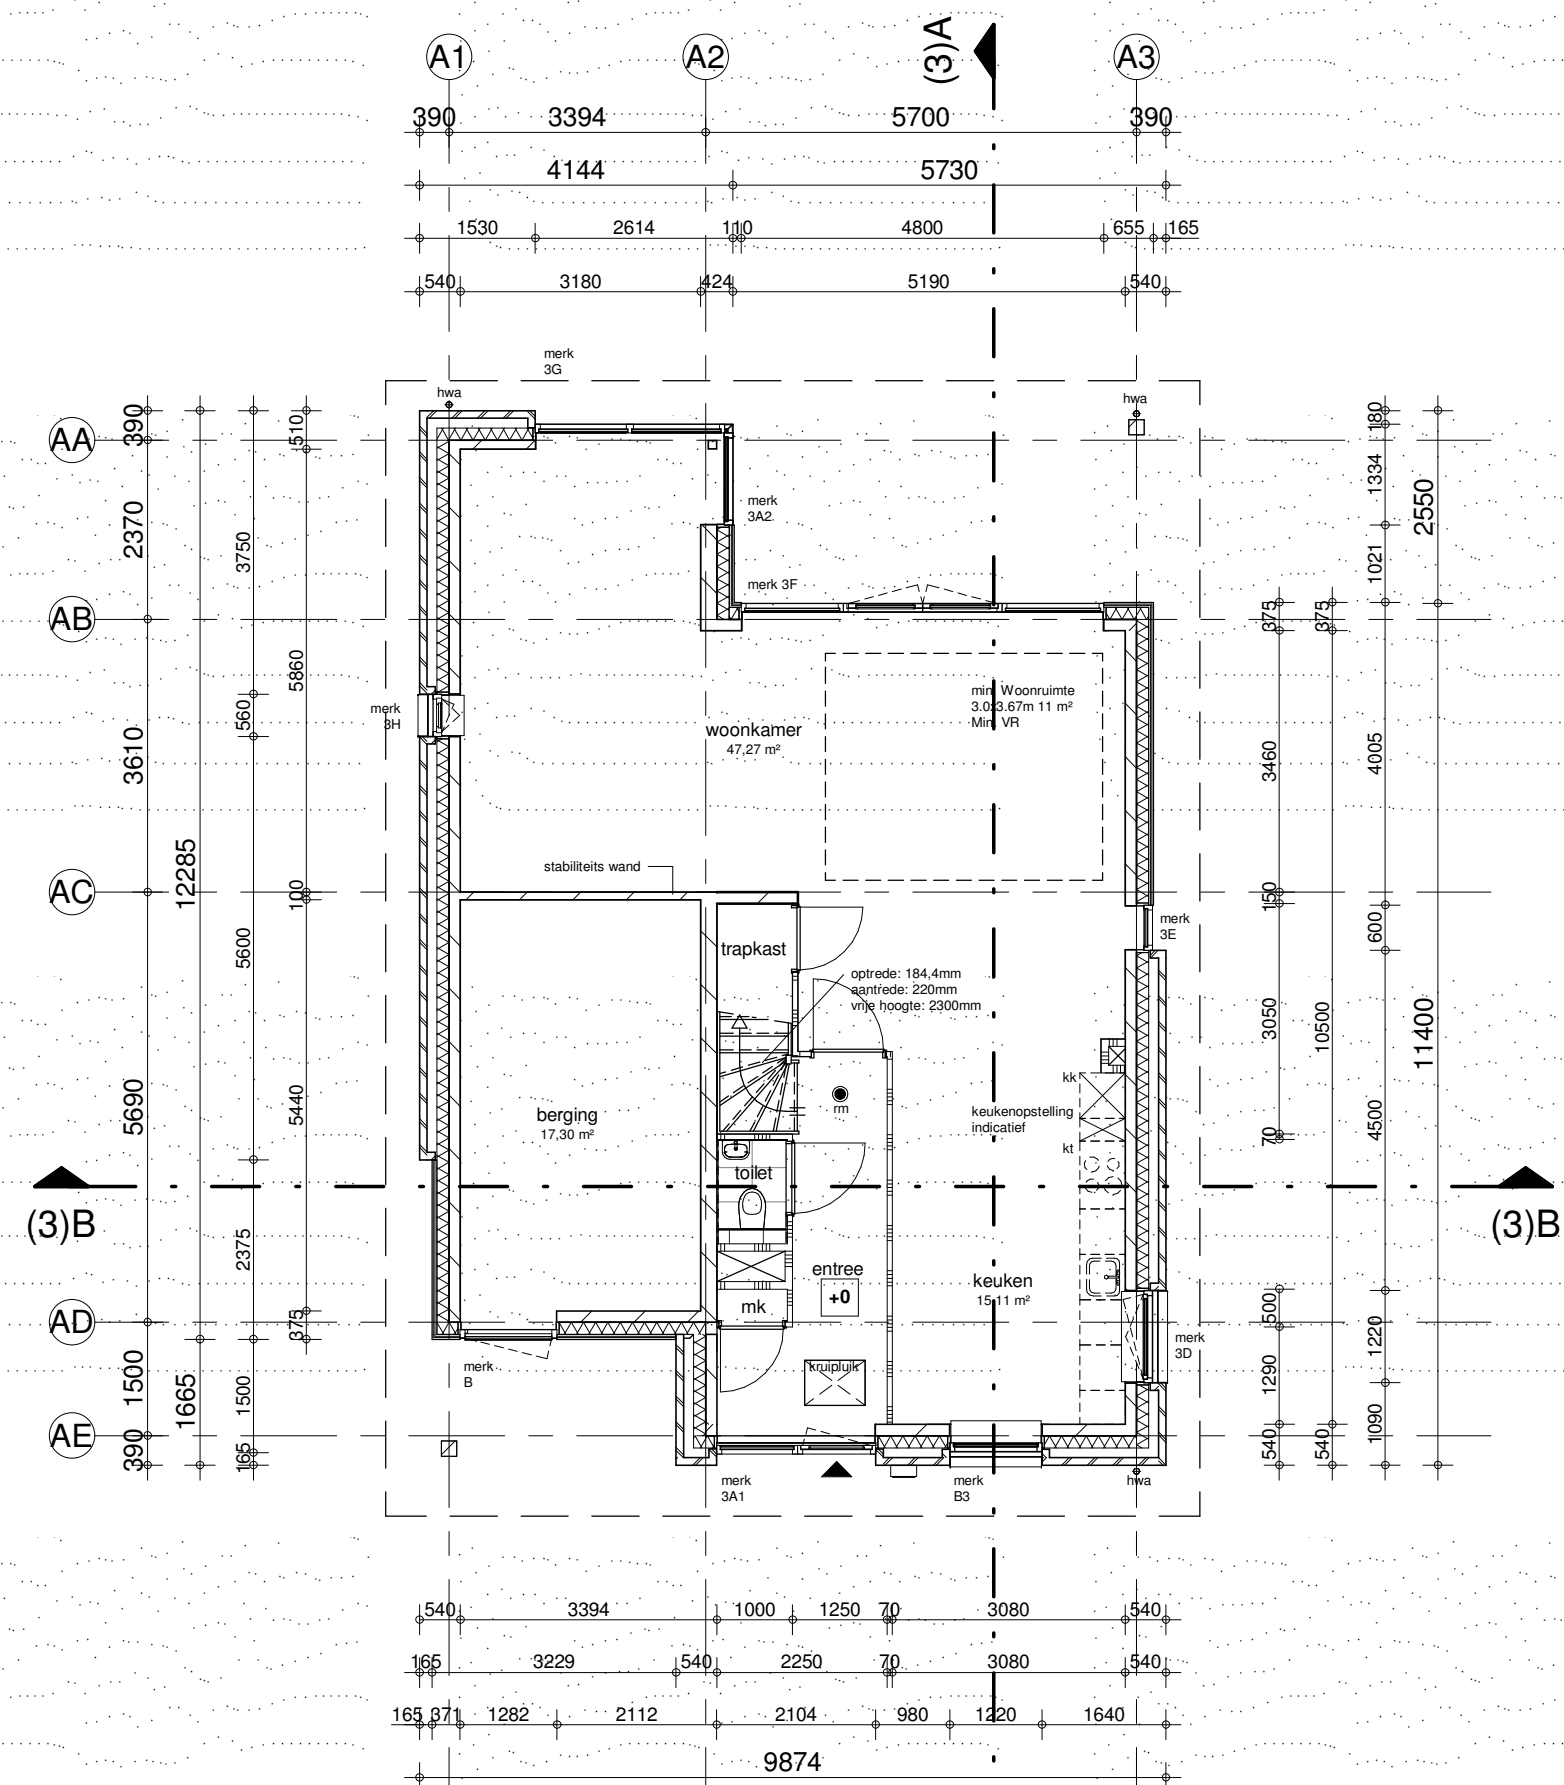 A1
A2
(3)A
A3
390
3394
5700
390
4144
5730
1530
2614
110
4800
655
165
540
3180
424
5190
540
merk
3G
hwa
hwa
AA
390
510
180
2370
3750
1334
2550
merk
3A2
1021
merk 3F
AB
375
375
5860
min. Woonruimte
3.0x3.67m 11 m²
Min. VR
merk
3H
560
woonkamer
47,27 m²
3610
3460
4005
12285
stabiliteits wand
AC
100
150
600
merk
3E
5600
trapkast
optrede: 184,4mm
aantrede: 220mm
vrije hoogte: 2300mm
3050
10500
11400
kk
rm
keukenopstelling
indicatief
kt
5690
5440
berging
17,30 m²
70
4500
toilet
(3)B
(3)B
2375
entree
+0
keuken
15,11 m²
mk
AD
375
500
1220
merk
3D
merk
B
kruipluik
1500
1665
1500
1290
AE
390
165
540
540
1090
merk
3A1
merk
B3
hwa
540
3394
1000
1250
70
3080
540
165
3229
540
2250
70
3080
540
165
371
1282
2112
2104
980
1220
1640
9874